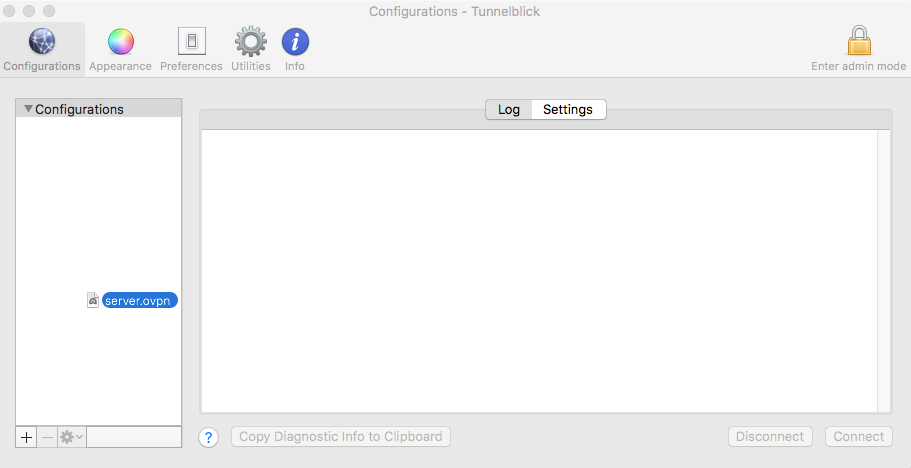 Configurations - Tunnelblick
Configurations Appearance Preferences Utilities Info Enter admin mode
Configurations
Log Settings
server.ovpn
? Copy Diagnostic Info to Clipboard Disconnect Connect